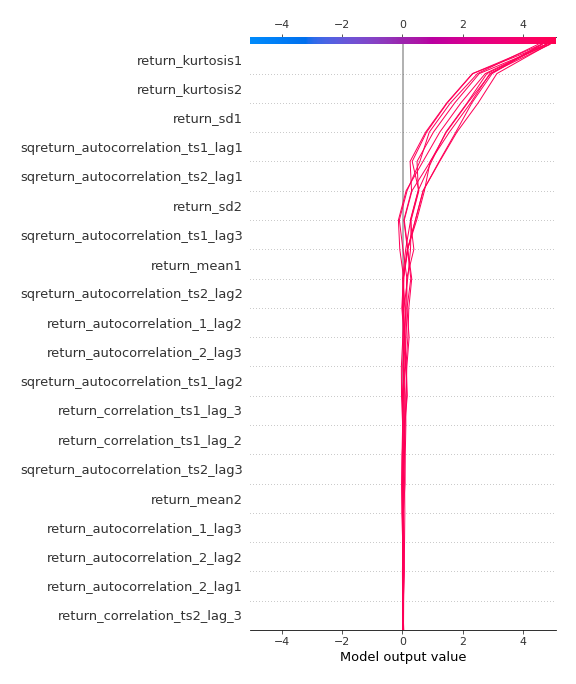 −4 −2 0 2 4
return_kurtosis1
return_kurtosis2
return_sd1
sqreturn_autocorrelation_ts1_lag1
sqreturn_autocorrelation_ts2_lag1
return_sd2
sqreturn_autocorrelation_ts1_lag3
return_mean1
sqreturn_autocorrelation_ts2_lag2
return_autocorrelation_1_lag2
return_autocorrelation_2_lag3
sqreturn_autocorrelation_ts1_lag2
return_correlation_ts1_lag_3
return_correlation_ts1_lag_2
sqreturn_autocorrelation_ts2_lag3
return_mean2
return_autocorrelation_1_lag3
return_autocorrelation_2_lag2
return_autocorrelation_2_lag1
return_correlation_ts2_lag_3
−4 −2 0 2 4
Model output value